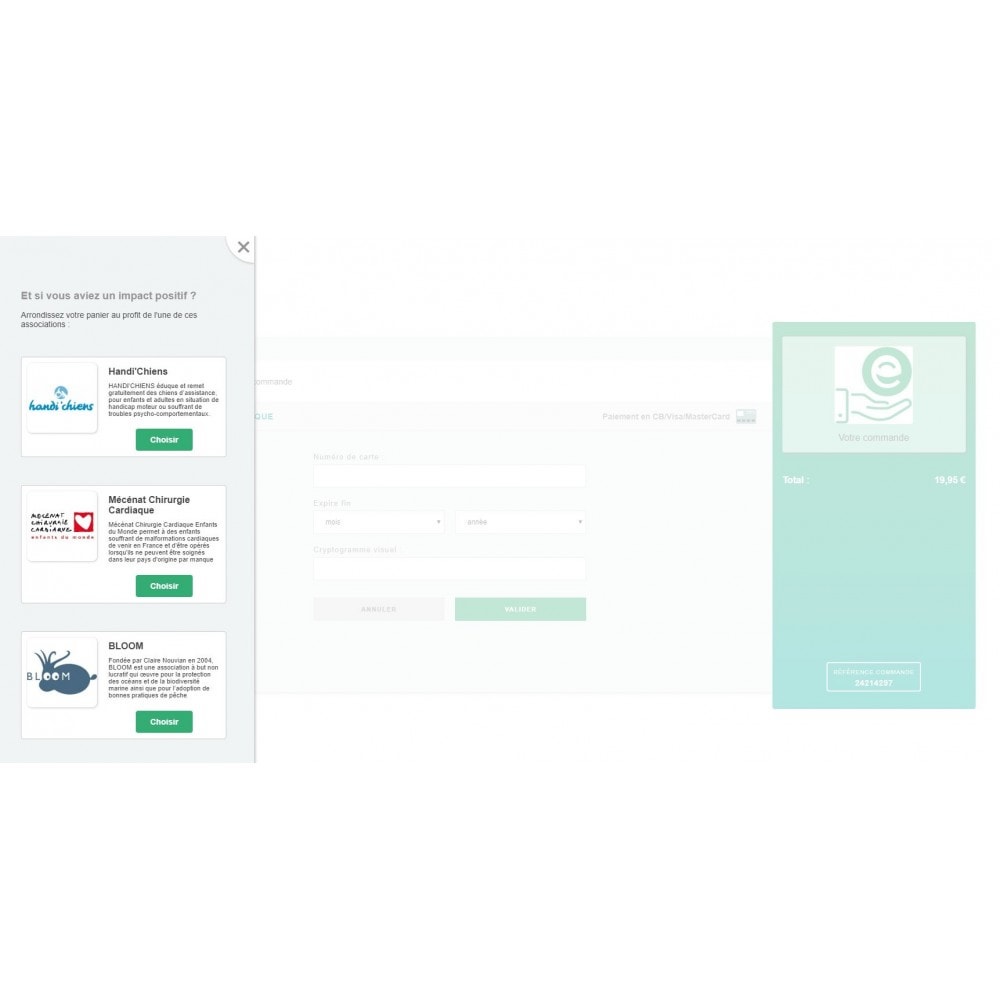 Et si vous aviez un impact positif ?
Arrondissez votre panier au profit de l'une de ces
associations :
handi'chiens
Handi'Chiens
HANDI'CHIENS éduque et remet
gratuitement des chiens d'assistance,
pour enfants et adultes en situation de
handicap moteur ou souffrant de
troubles psycho-comportementaux.
Choisir
MÉCÉNAT
CHIRURGIE
CARDIAQUE
enfants du monde
Mécénat Chirurgie
Cardiaque
Mécénat Chirurgie Cardiaque Enfants
du Monde permet à des enfants
souffrant de malformations cardiaques
de venir en France et d'être opérés
lorsqu'ils ne peuvent être soignés
dans leur pays d'origine par manque
Choisir
BLOOM
BLOOM
Fondée par Claire Nouvian en 2004,
BLOOM est une association à but non
lucratif qui œuvre pour la protection
des océans et de la biodiversité
marine ainsi que pour l'adoption de
bonnes pratiques de pêche
Choisir
commande
QUE
Paiement en CB/Visa/MasterCard
Numéro de carte :
Expire fin
mois
année
Cryptogramme visuel :
ANNULER
VALIDER
Votre commande
Total :
19,95 €
RÉFÉRENCE COMMANDE
24214297